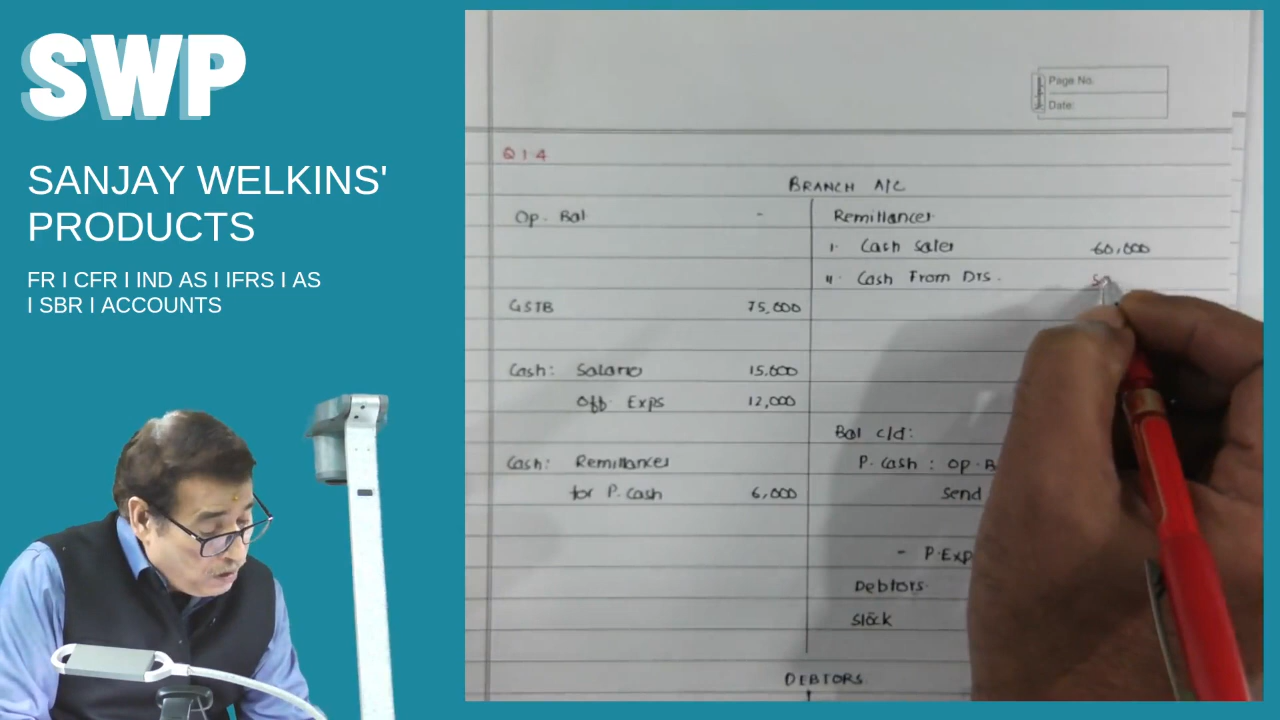 SWP
SANJAY WELKINS'
PRODUCTS
FR I CFR I IND AS I IFRS I AS
I SBR I ACCOUNTS
Page No:
Date:
Q 1.4
BRANCH A/C
Op. Bal -
GSTB 75,000
Cash: Salaries 15,600
Off. Exps 12,000
Cash: Remittances
for P. Cash 6,000
Remittances
i. Cash Sales 60,000
ii. Cash From Drs.
Bal c/d:
P. Cash : Op. B
Send
- P. Exp
Debtors
Stock
DEBTORS